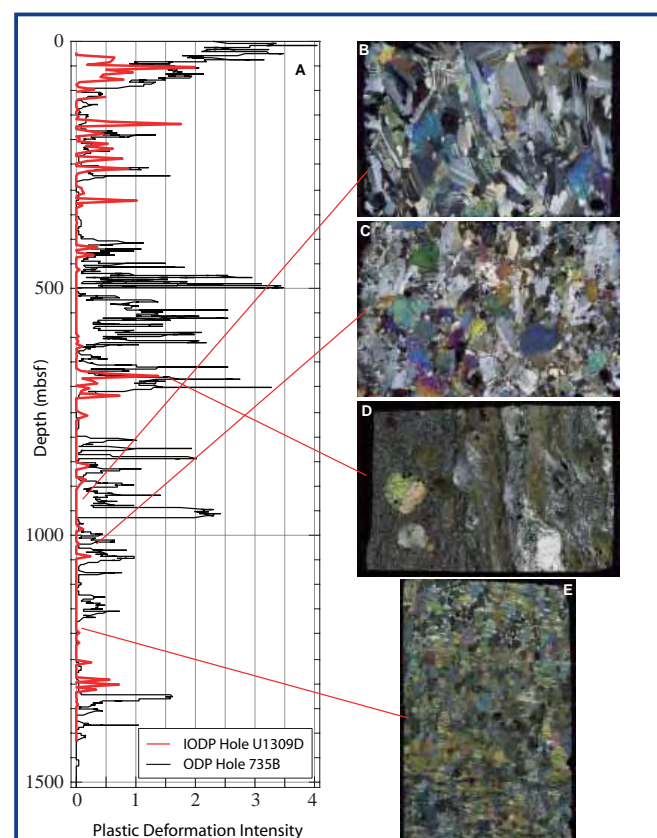 A
B
C
D
E
0
500
1000
1500
Depth (mbsf)
IODP Hole U1309D
ODP Hole 735B
0 1 2 3 4
Plastic Deformation Intensity